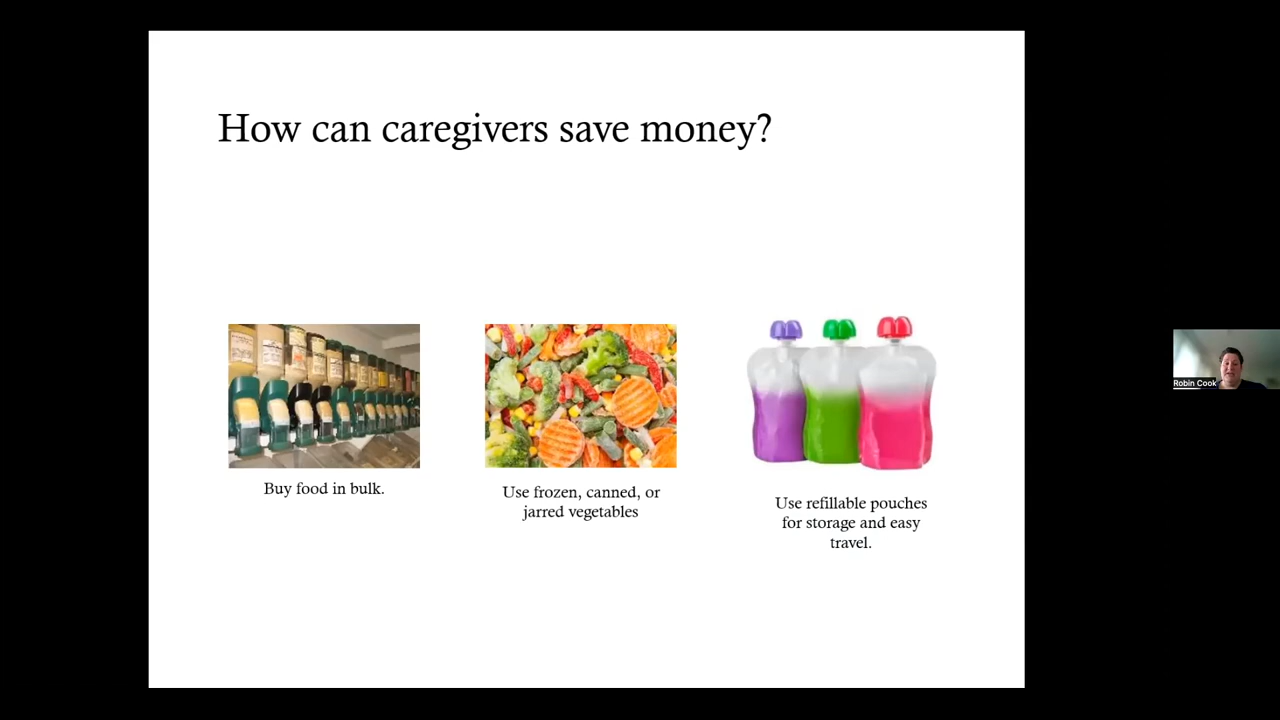 How can caregivers save money?
Buy food in bulk.
Use frozen, canned, or
jarred vegetables
Use refillable pouches
for storage and easy
travel.
Robin Cook